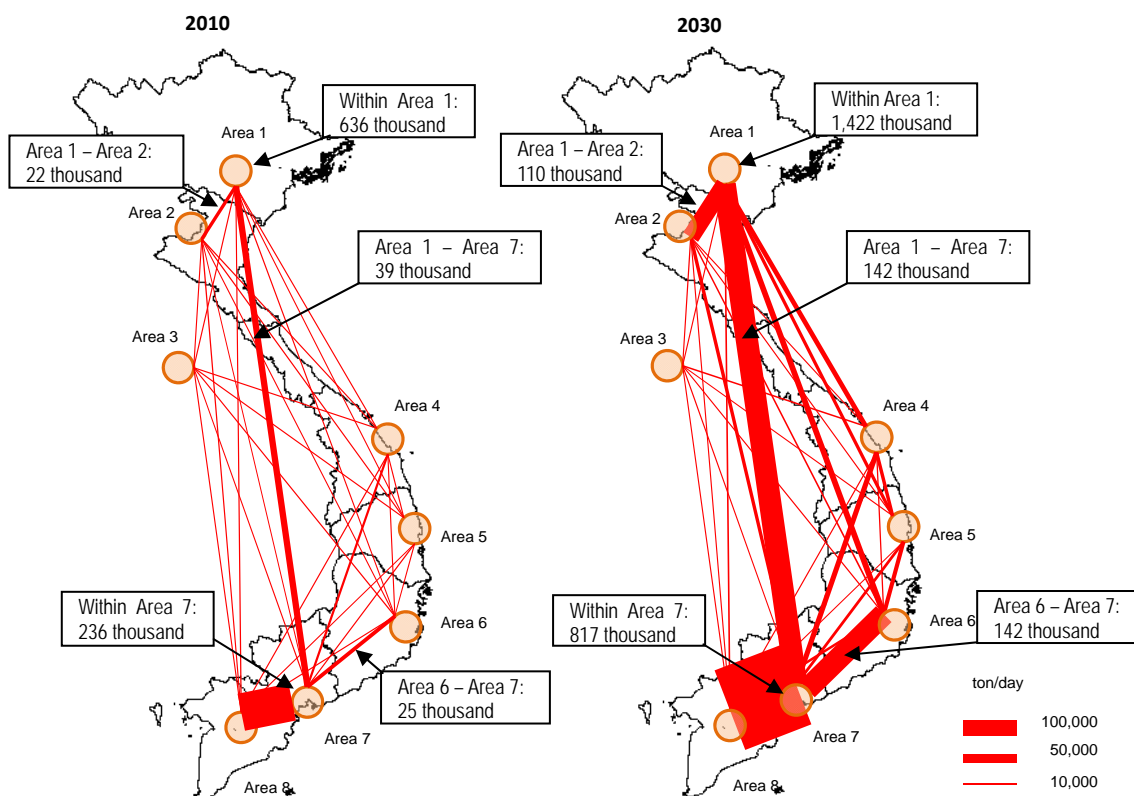 2010
Within Area 1:
636 thousand
Area 1
Area 1 – Area 2:
22 thousand
Area 2
Area 1 – Area 7:
39 thousand
Area 3
Area 4
Area 5
Within Area 7:
236 thousand
Area 6
Area 6 – Area 7:
25 thousand
Area 7
Area 8
2030
Within Area 1:
1,422 thousand
Area 1
Area 1 – Area 2:
110 thousand
Area 2
Area 1 – Area 7:
142 thousand
Area 3
Area 4
Area 5
Within Area 7:
817 thousand
Area 6
Area 6 – Area 7:
142 thousand
Area 7
Area 8
ton/day
100,000
50,000
10,000